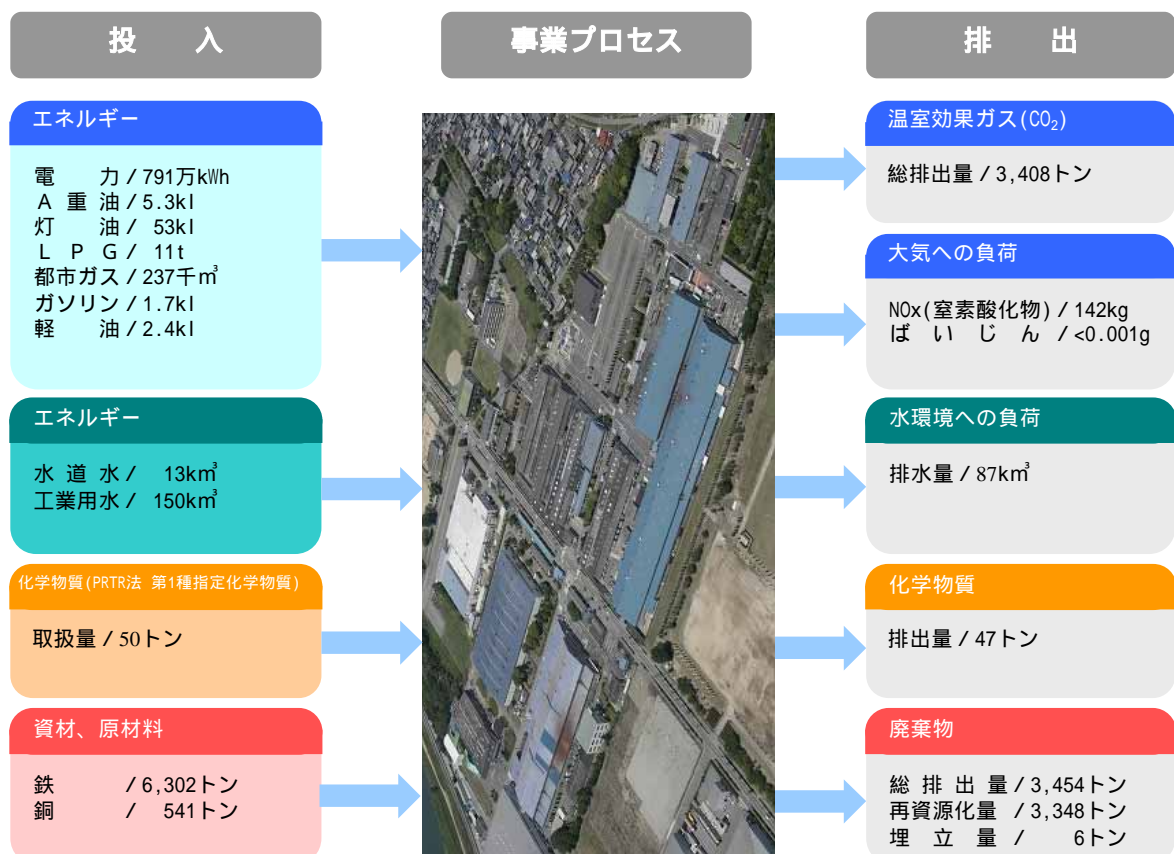 投　入
事業プロセス
排　出
エネルギー
電　力 / 791万kWh
A 重 油 / 5.3kl
灯　油 / 53kl
L P G / 11t
都市ガス / 237千㎥
ガソリン / 1.7kl
軽　油 / 2.4kl
エネルギー
水 道 水 / 13k㎥
工業用水 / 150k㎥
化学物質(PRTR法 第1種指定化学物質)
取扱量 / 50トン
資材、原材料
鉄 / 6,302トン
銅 / 541トン
温室効果ガス(CO₂)
総排出量 / 3,408トン
大気への負荷
NOx(窒素酸化物) / 142kg
ば い じ ん / <0.001g
水環境への負荷
排水量 / 87k㎥
化学物質
排出量 / 47トン
廃棄物
総 排 出 量 / 3,454トン
再資源化量 / 3,348トン
埋 立 量 / 6トン